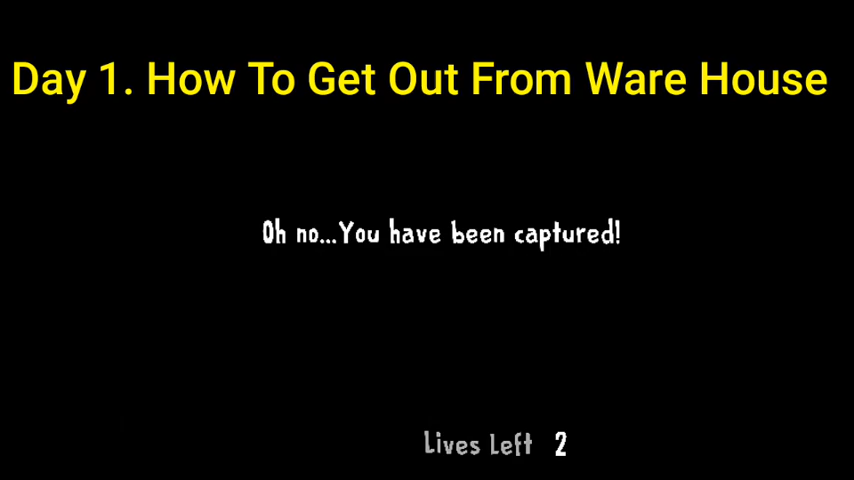 Day 1. How To Get Out From Ware House
Oh no...You have been captured!
Lives Left 2